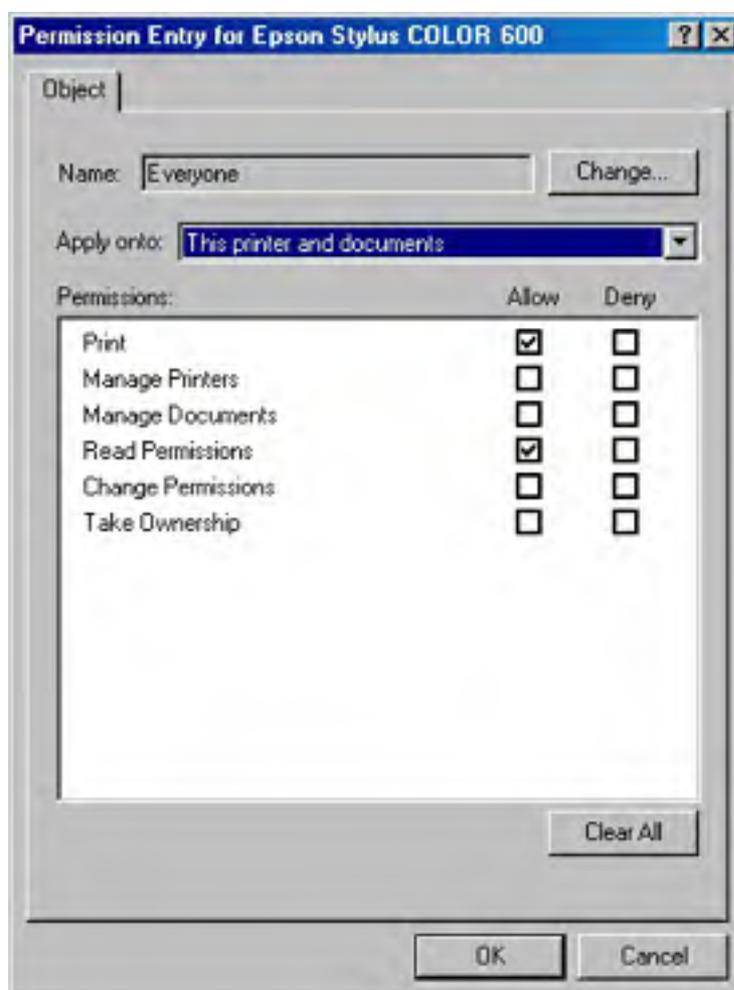 Permission Entry for Epson Stylus COLOR 600
Object
Name: Everyone Change...
Apply onto: This printer and documents
Permissions: Allow Deny
Print
Manage Printers
Manage Documents
Read Permissions
Change Permissions
Take Ownership
Clear All
OK Cancel